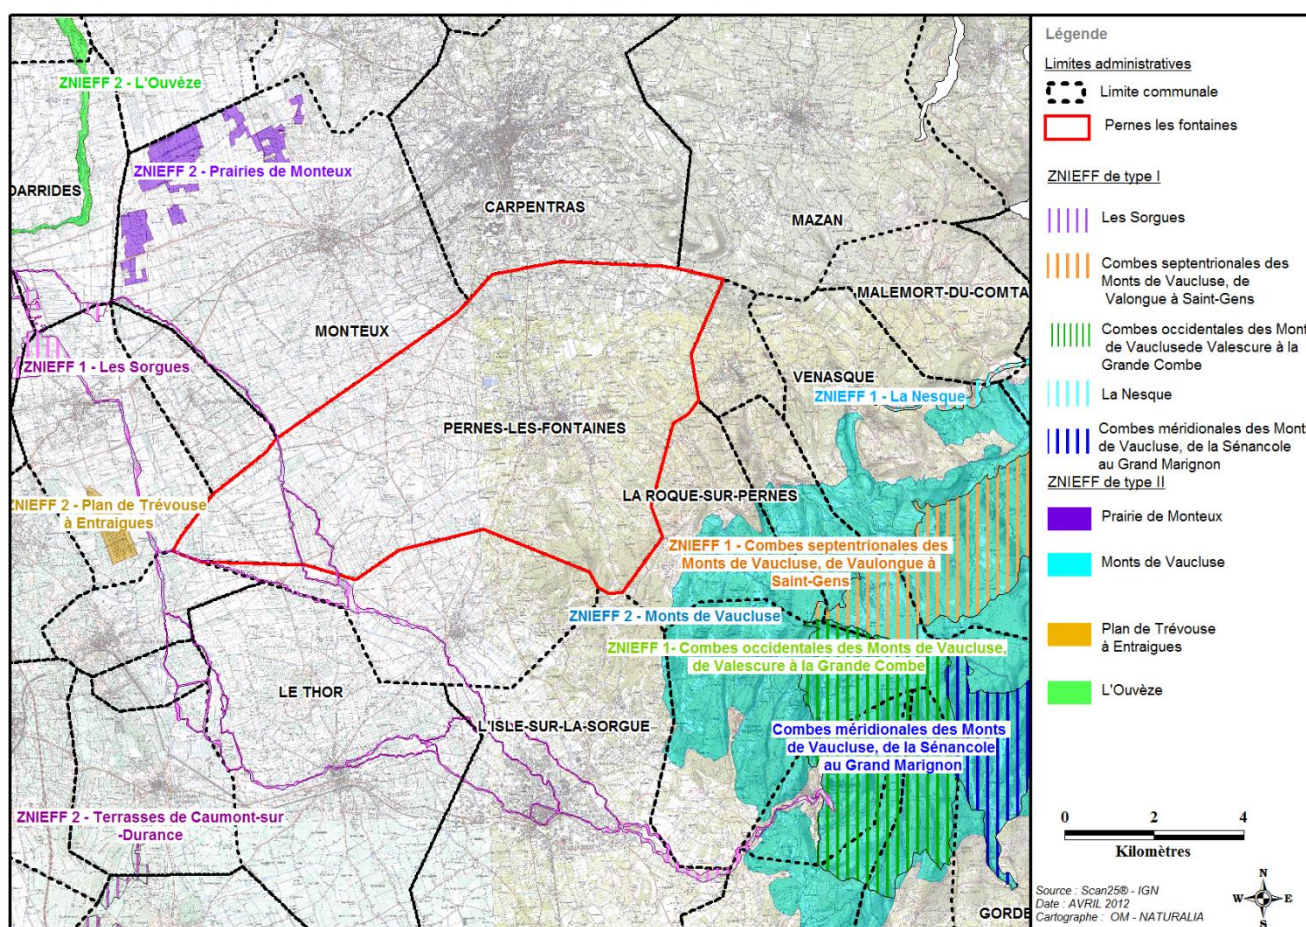 ZNIEFF 2 - L'Ouvèze
DARRIDES
ZNIEFF 2 - Prairies de Monteux
CARPENTRAS
MAZAN
MALEMORT-DU-COMTA
MONTEUX
ZNIEFF 1 - Les Sorgues
VENASQUE
ZNIEFF 1 - La Nesque
PERNES-LES-FONTAINES
LA ROQUE-SUR-PERNES
ZNIEFF 2 - Plan de Trévouse
à Entraigues
ZNIEFF 1 - Combes septentrionales des
Monts de Vaucluse, de Vaulongue à
Saint-Gens
ZNIEFF 2 - Monts de Vaucluse
ZNIEFF 1- Combes occidentales des Monts de Vaucluse,
de Valescure à la Grande Combe
LE THOR
L'ISLE-SUR-LA-SORGUE
Combes méridionales des Monts
de Vaucluse, de la Sénancole
au Grand Marignon
ZNIEFF 2 - Terrasses de Caumont-sur
-Durance
GORDE
Légende
Limites administratives
Limite communale
Pernes les fontaines
ZNIEFF de type I
Les Sorgues
Combes septentrionales des
Monts de Vaucluse, de
Valongue à Saint-Gens
Combes occidentales des Mont
de Vauclusede Valescure à la
Grande Combe
La Nesque
Combes méridionales des Mont
de Vaucluse, de la Sénancole
au Grand Marignon
ZNIEFF de type II
Prairie de Monteux
Monts de Vaucluse
Plan de Trévouse
à Entraigues
L'Ouvèze
0 2 4
Kilomètres
Source : Scan25® - IGN
Date : AVRIL 2012
Cartographe : OM - NATURALIA
N
W E
S